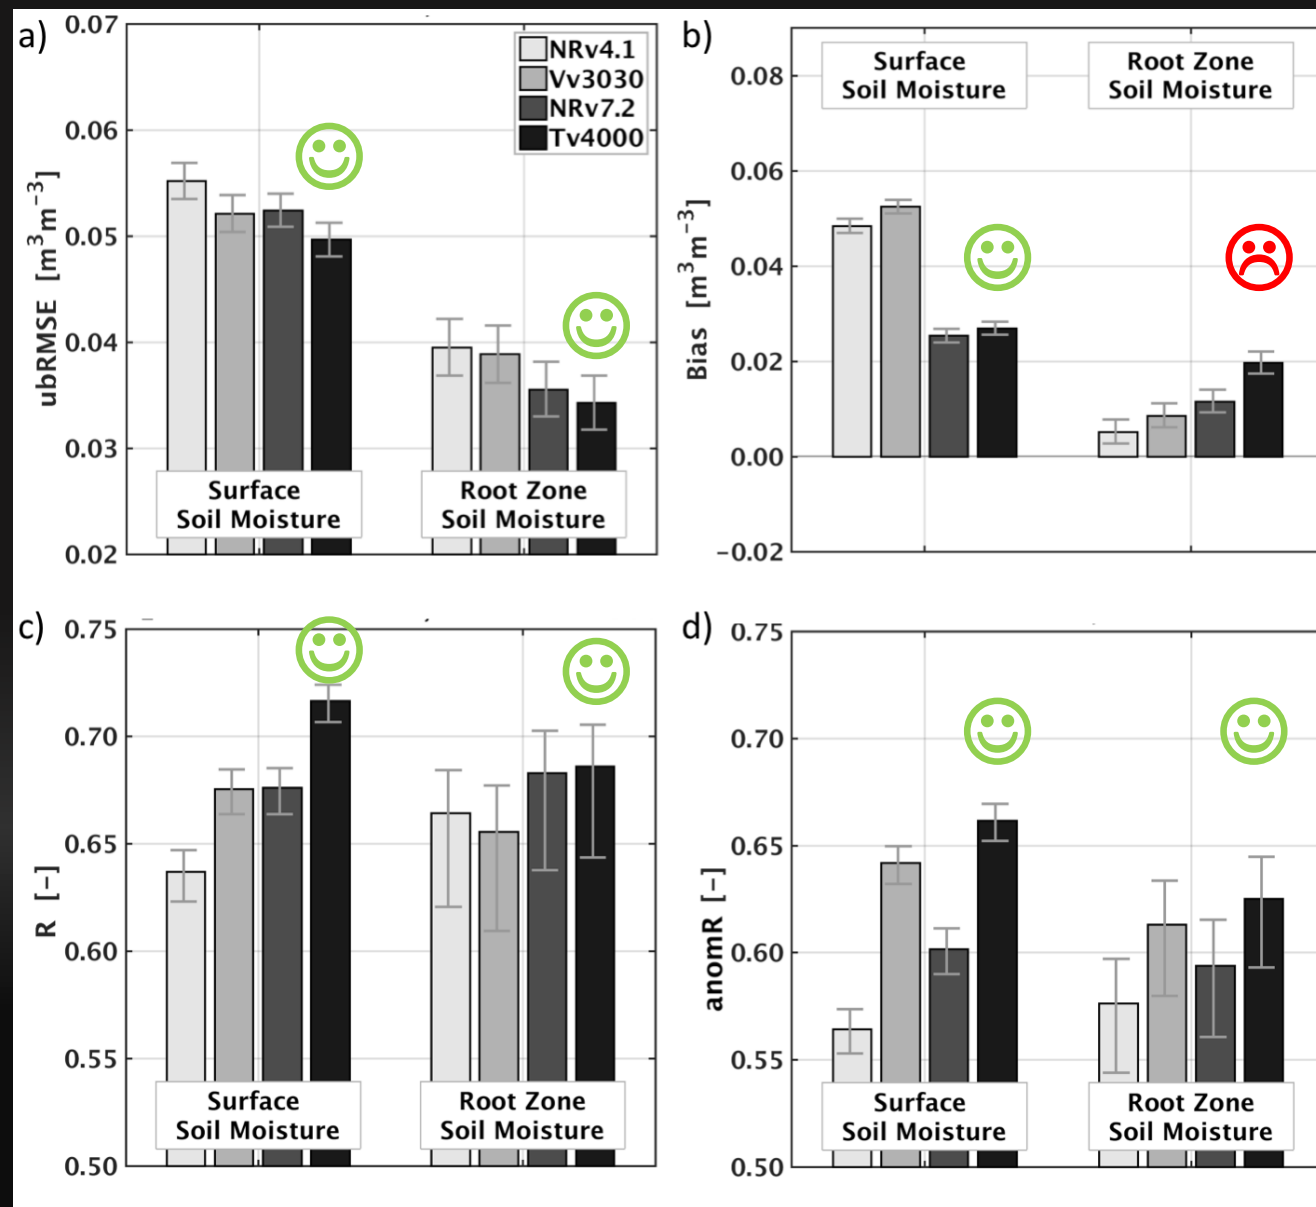 a)
0.07
0.06
0.05
0.04
0.03
0.02
ubRMSE [m³m⁻³]
NRv4.1
Vv3030
NRv7.2
Tv4000
Surface
Soil Moisture
Root Zone
Soil Moisture
b)
0.08
0.06
0.04
0.02
0.00
−0.02
Bias [m³m⁻³]
Surface
Soil Moisture
Root Zone
Soil Moisture
c)
0.75
0.70
0.65
0.60
0.55
0.50
R [−]
Surface
Soil Moisture
Root Zone
Soil Moisture
d)
0.75
0.70
0.65
0.60
0.55
0.50
anomR [−]
Surface
Soil Moisture
Root Zone
Soil Moisture